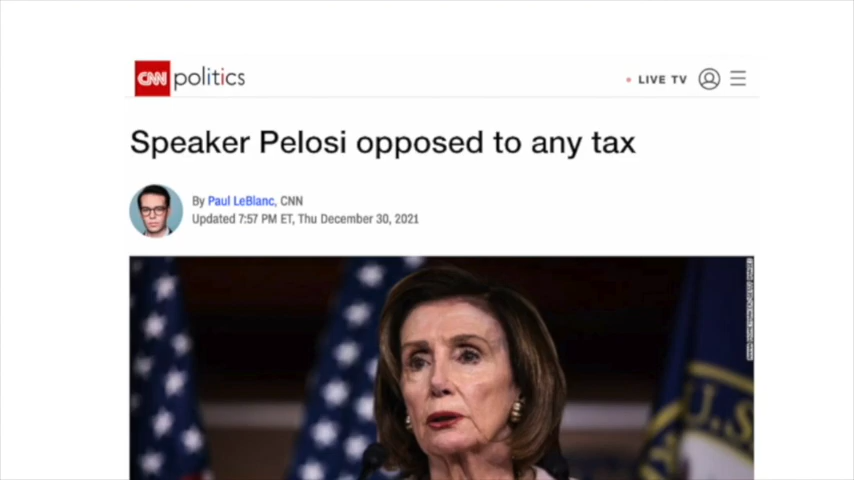 CNN politics
LIVE TV
Speaker Pelosi opposed to any tax
By Paul LeBlanc, CNN
Updated 7:57 PM ET, Thu December 30, 2021
U.S.